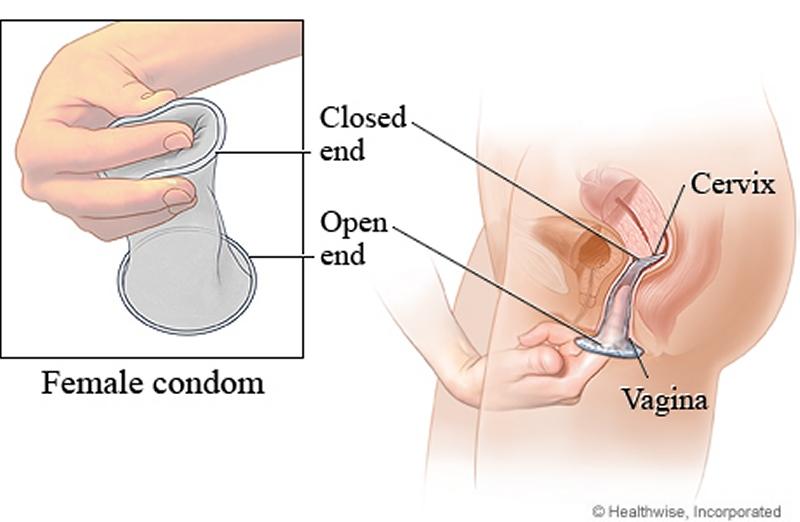 Closed
end
Open
end
Female condom
Cervix
Vagina
© Healthwise, Incorporated